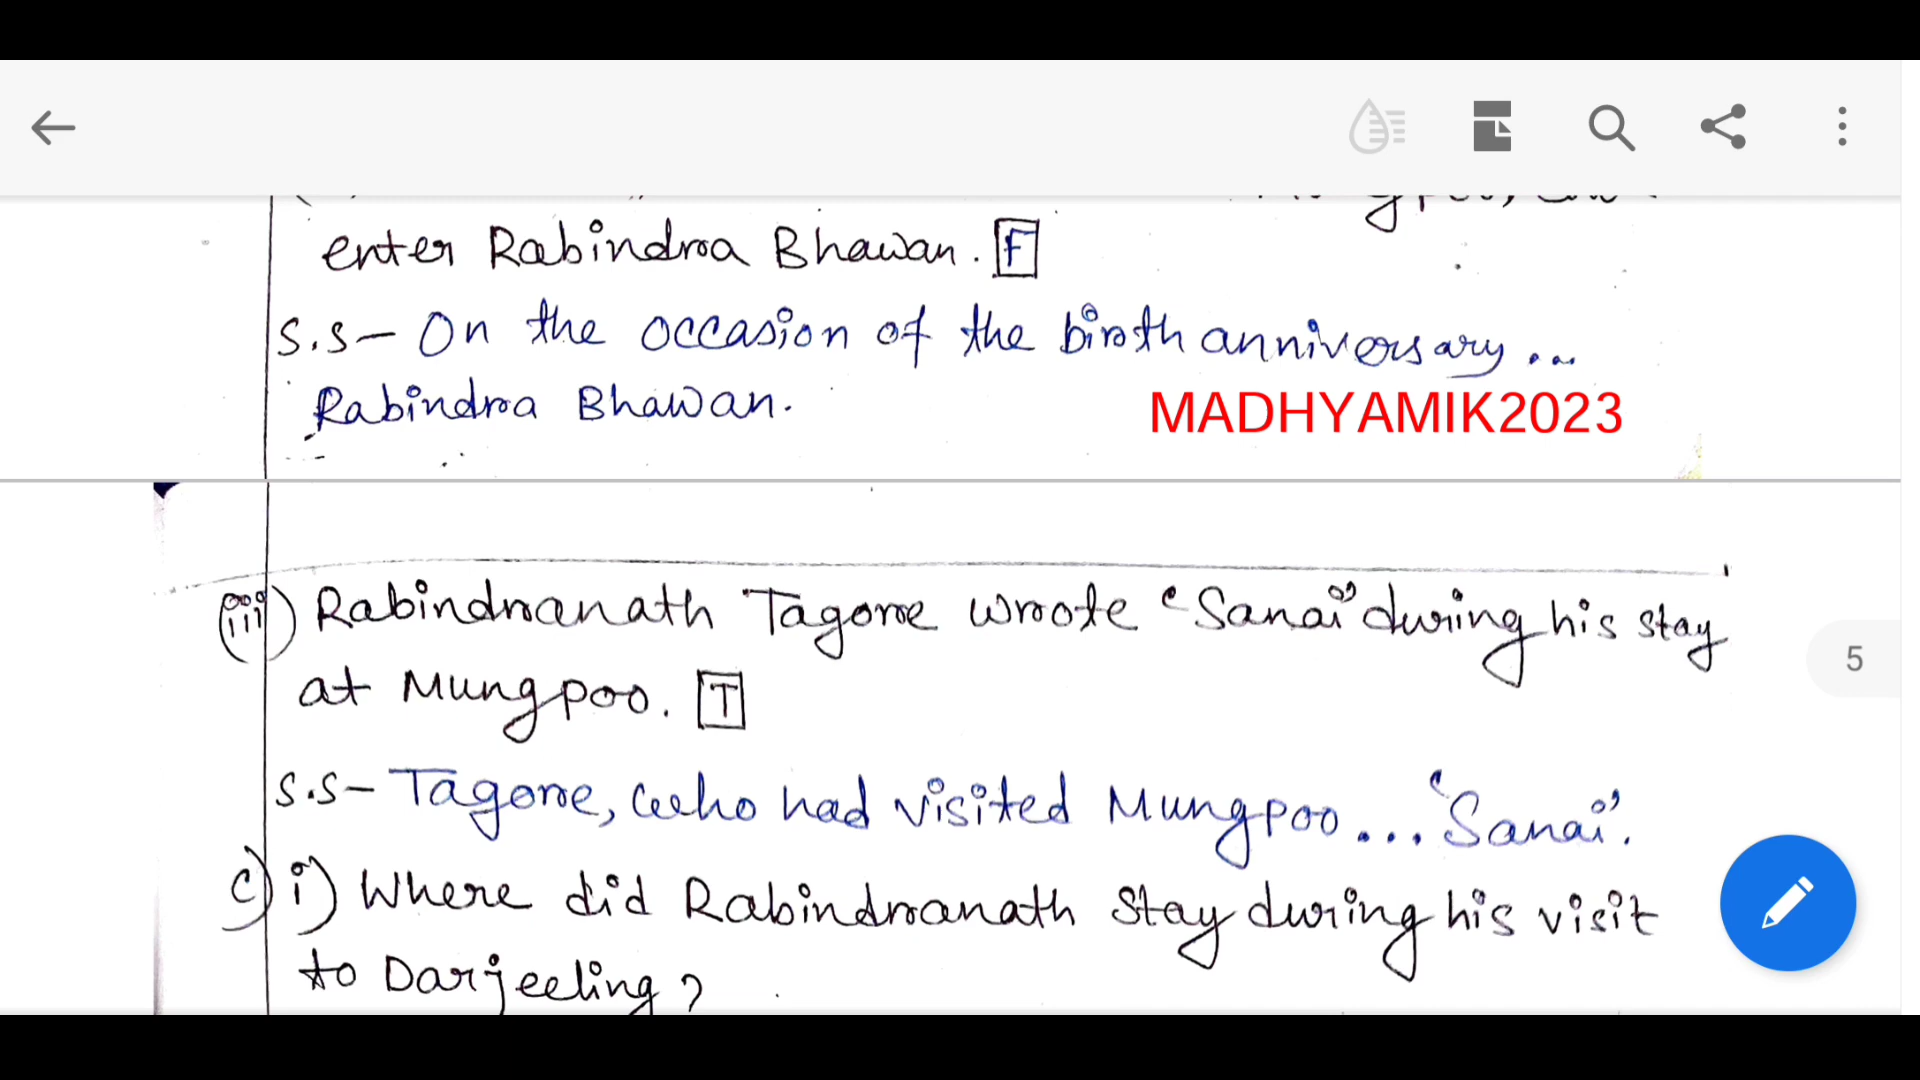 enter Rabindra Bhawan. F
S.S- On the occasion of the birth anniversary...
Rabindra Bhawan.
MADHYAMIK2023
(iii) Rabindranath Tagore wrote 'Sanai' during his stay
at Mungpoo. T
5
S.S- Tagore, who had visited Mungpoo... 'Sanai'.
c) i) Where did Rabindranath stay during his visit
to Darjeeling?